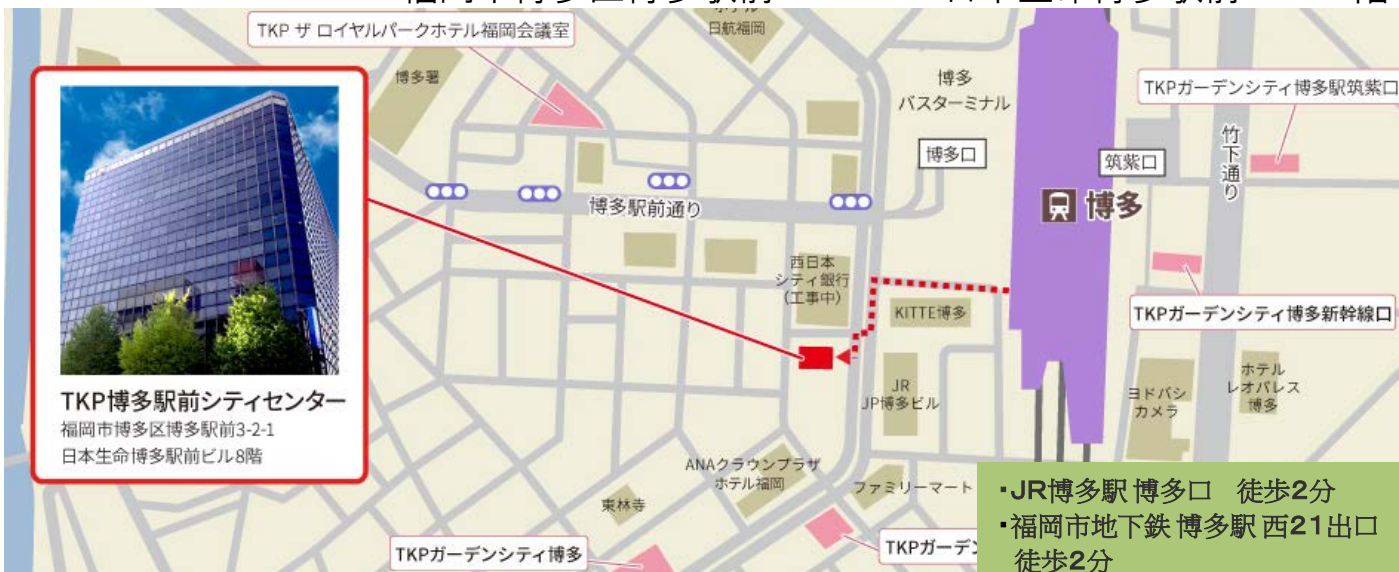 TKP ザ ロイヤルパークホテル福岡会議室
日航福岡
博多署
博多
バスターミナル
TKPガーデンシティ博多駅筑紫口
博多口
筑紫口
竹下通り
博多
博多駅前通り
西日本
シティ銀行
(工事中)
KITTE博多
TKPガーデンシティ博多新幹線口
JR
JP博多ビル
ヨドバシ
カメラ
ホテル
レオパレス
博多
TKP博多駅前シティセンター
福岡市博多区博多駅前3-2-1
日本生命博多駅前ビル8階
ANAクラウンプラザ
ホテル福岡
ファミリーマート
東林寺
TKPガーデンシティ博多
TKPガーデン
・JR博多駅 博多口 徒歩2分
・福岡市地下鉄 博多駅 西21出口
徒歩2分